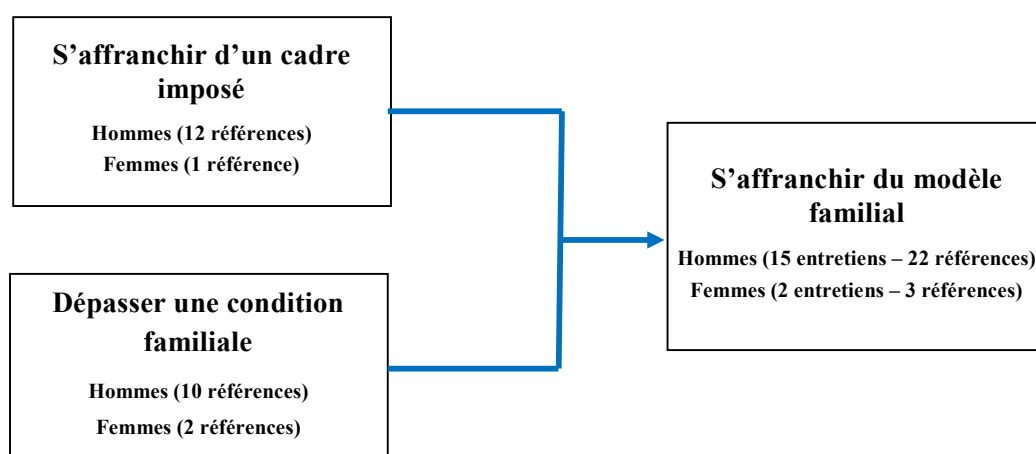 S’affranchir d’un cadre
imposé
Hommes (12 références)
Femmes (1 référence)
Dépasser une condition
familiale
Hommes (10 références)
Femmes (2 références)
S’affranchir du modèle
familial
Hommes (15 entretiens – 22 références)
Femmes (2 entretiens – 3 références)